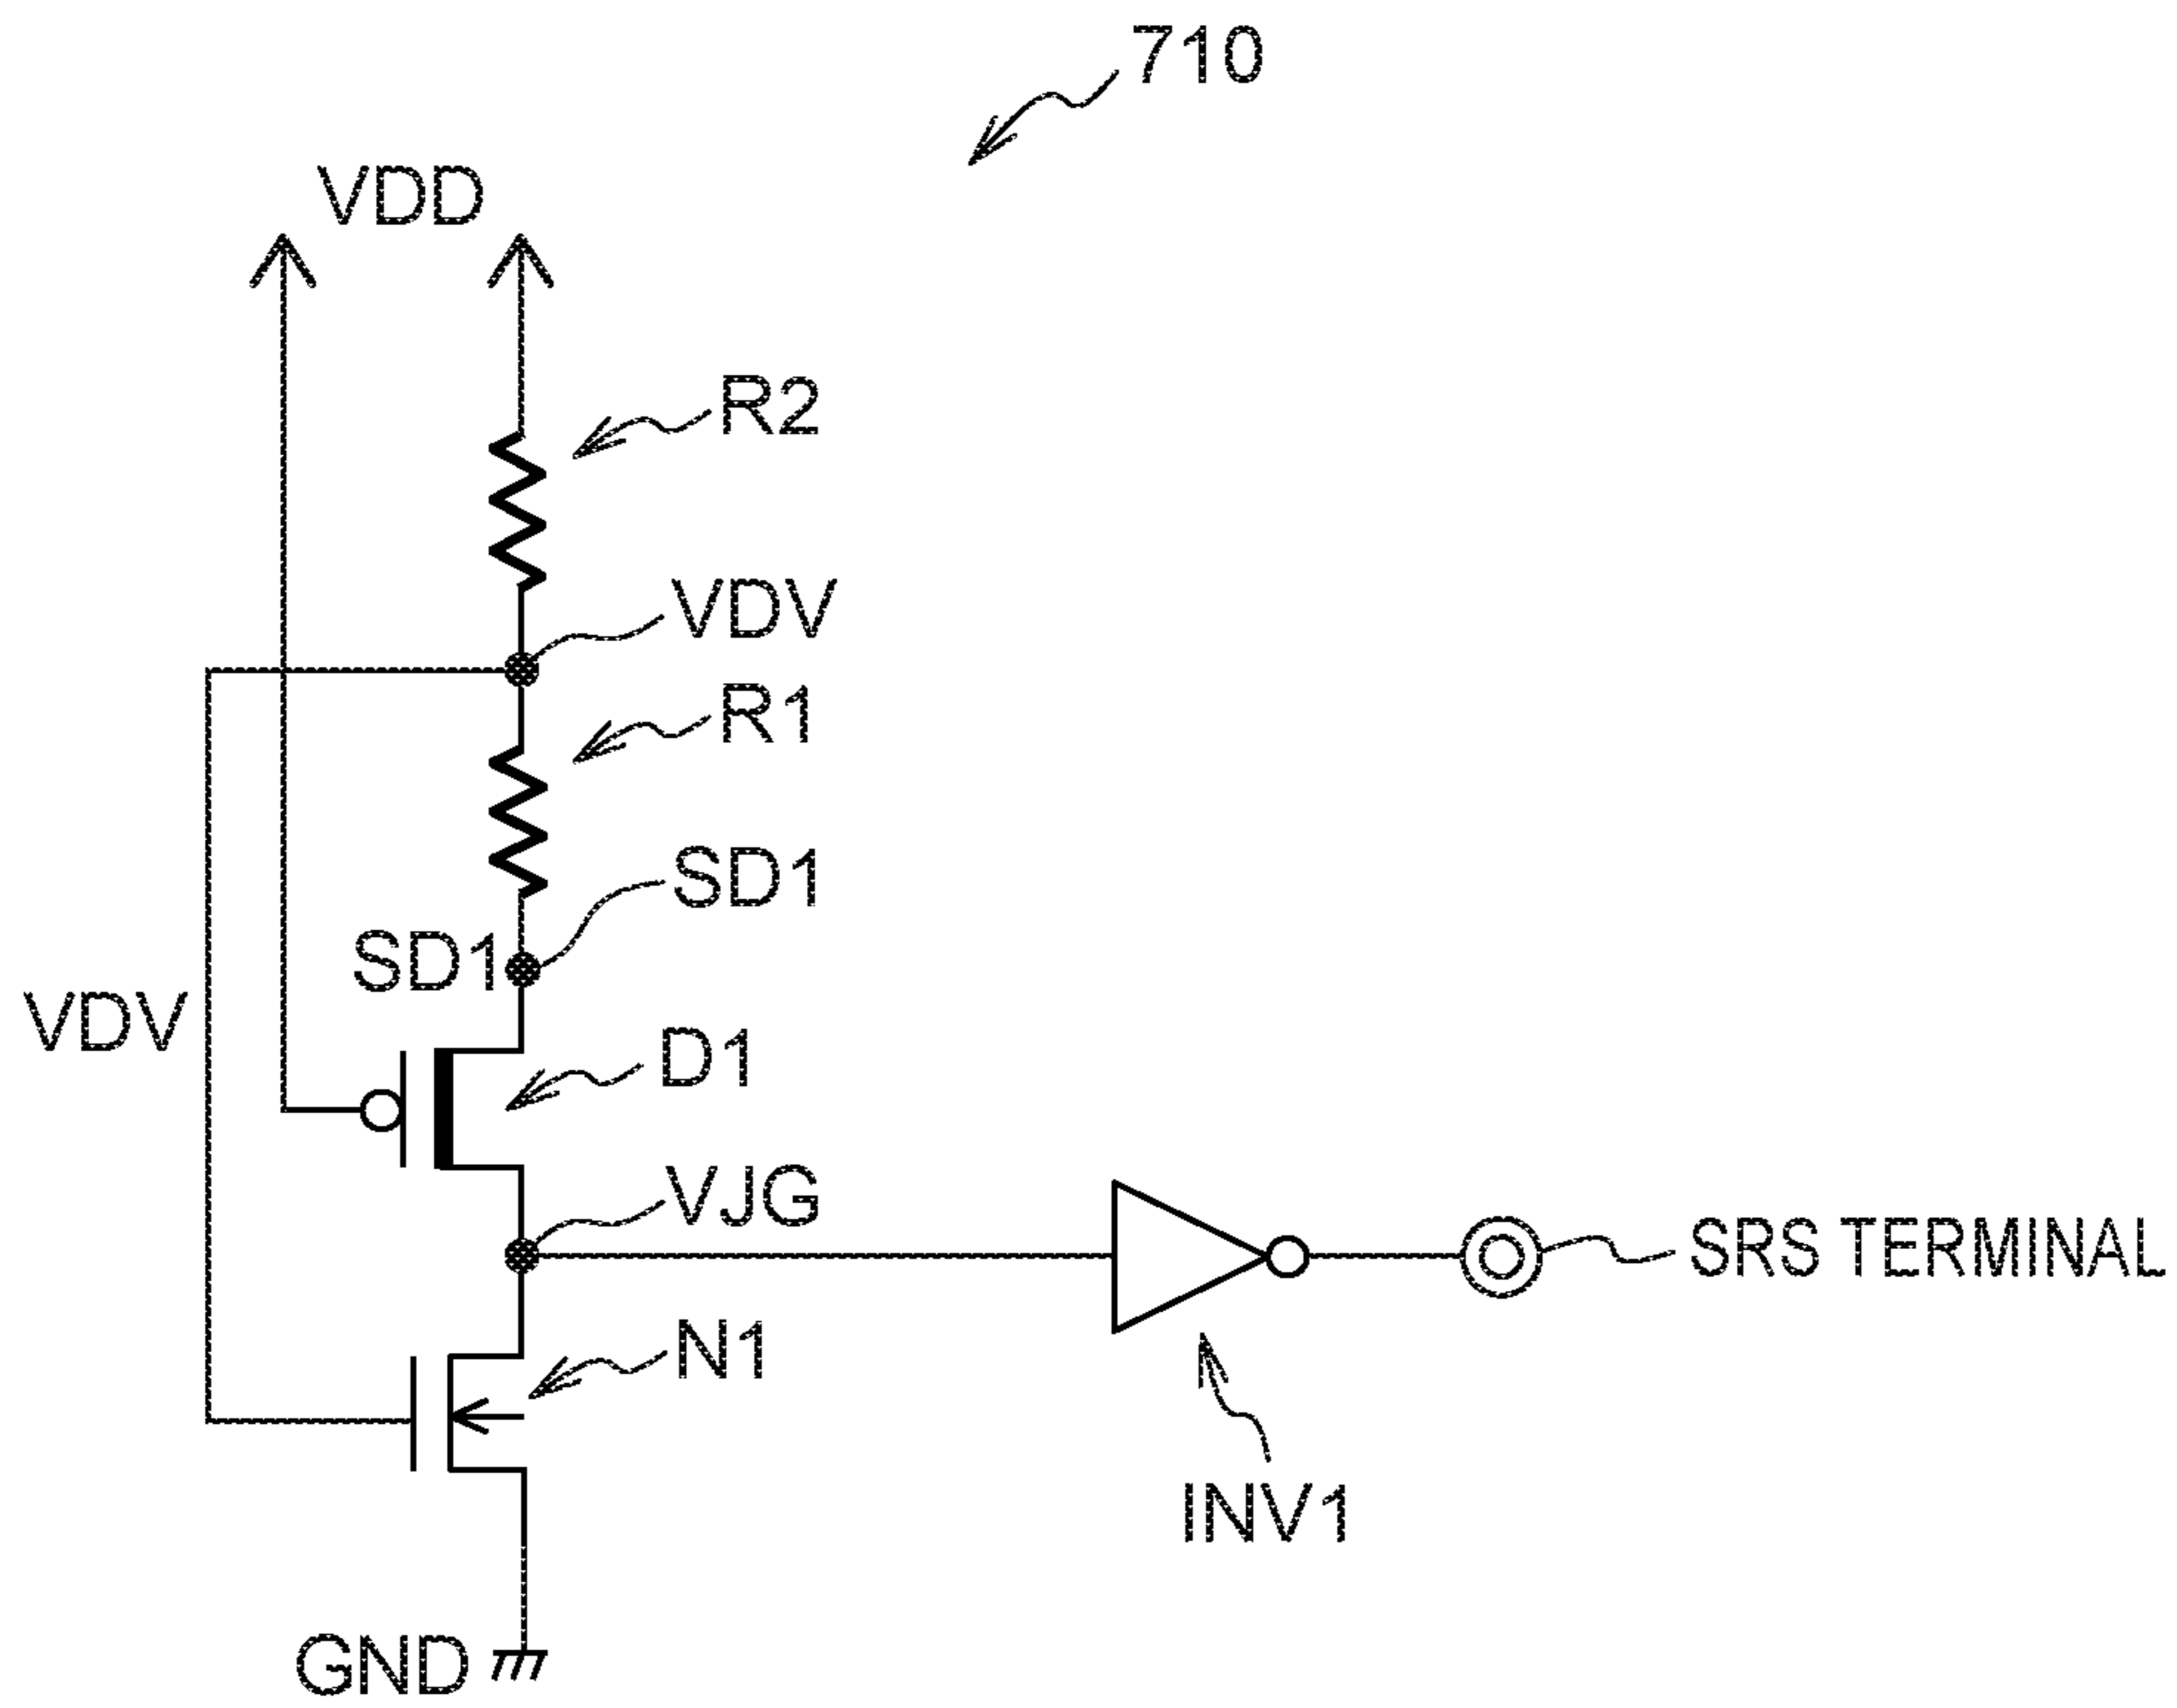 710
VDD
R2
VDV
R1
SD1
SD1
VDV
D1
VJG
SRS TERMINAL
N1
INV1
GND